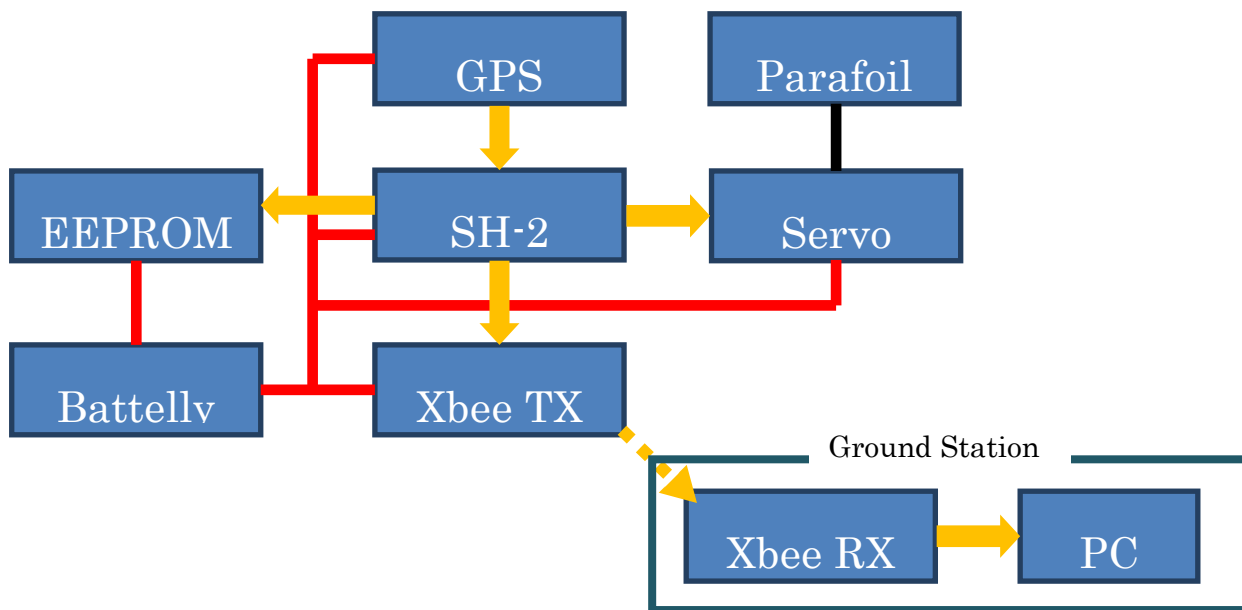 GPS
Parafoil
EEPROM
SH-2
Servo
Battelly
Xbee TX
Ground Station
Xbee RX
PC